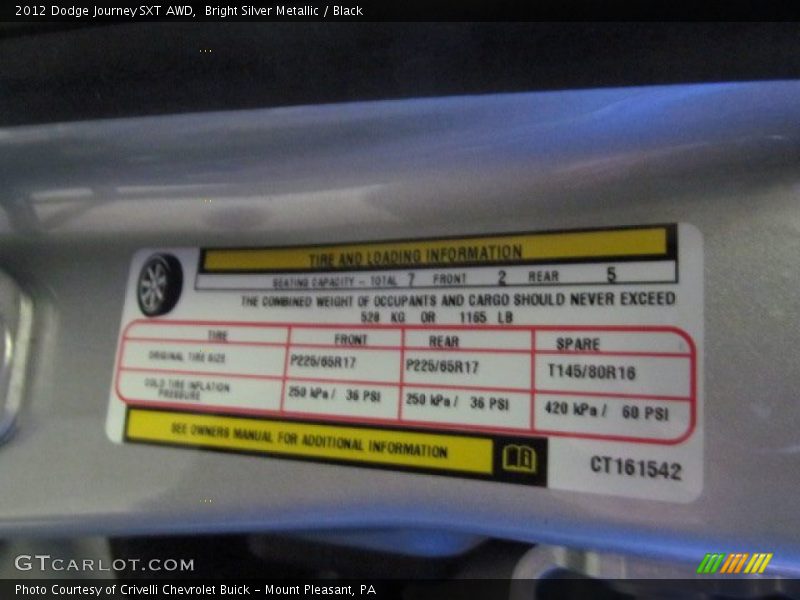 2012 Dodge Journey SXT AWD,  Bright Silver Metallic / Black
TIRE AND LOADING INFORMATION
SEATING CAPACITY - TOTAL 7 FRONT 2 REAR 5
THE COMBINED WEIGHT OF OCCUPANTS AND CARGO SHOULD NEVER EXCEED
528 KG OR 1165 LB
TIRE FRONT REAR SPARE
ORIGINAL TIRE SIZE P225/65R17 P225/65R17 T145/80R16
COLD TIRE INFLATION
PRESSURE 250 kPa / 36 PSI 250 kPa / 36 PSI 420 kPa / 60 PSI
SEE OWNERS MANUAL FOR ADDITIONAL INFORMATION
CT161542
GTCARLOT.COM
Photo Courtesy of Crivelli Chevrolet Buick - Mount Pleasant, PA